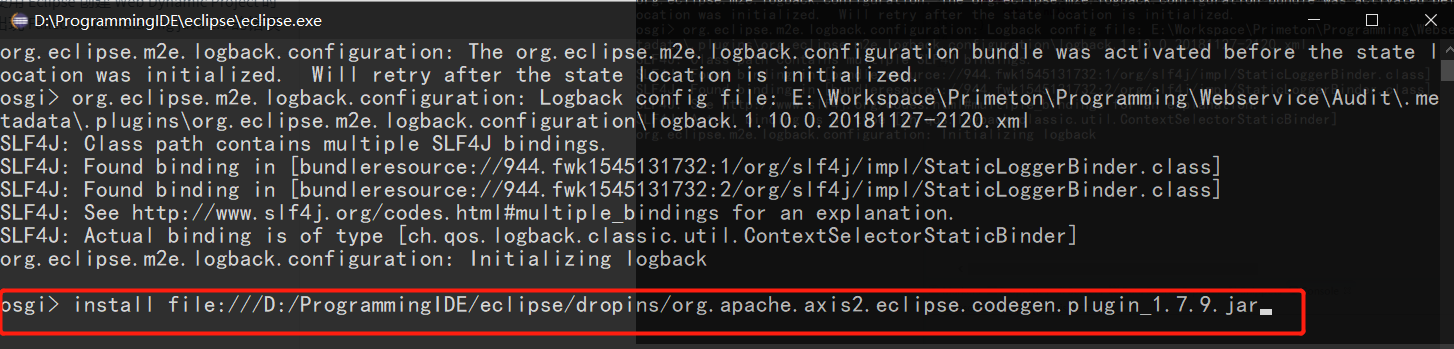 D:\ProgrammingIDE\eclipse\eclipse.exe
org.eclipse.m2e.logback.configuration: The org.eclipse.m2e.logback.configuration bundle was activated before the state l
ocation was initialized.  Will retry after the state location is initialized.
osgi> org.eclipse.m2e.logback.configuration: Logback config file: E:\Workspace\Primeton\Programming\Webservice\Audit\.me
tadata\.plugins\org.eclipse.m2e.logback.configuration\logback.1.10.0.20181127-2120.xml
SLF4J: Class path contains multiple SLF4J bindings.
SLF4J: Found binding in [bundleresource://944.fwk1545131732:1/org/slf4j/impl/StaticLoggerBinder.class]
SLF4J: Found binding in [bundleresource://944.fwk1545131732:2/org/slf4j/impl/StaticLoggerBinder.class]
SLF4J: See http://www.slf4j.org/codes.html#multiple_bindings for an explanation.
SLF4J: Actual binding is of type [ch.qos.logback.classic.util.ContextSelectorStaticBinder]
org.eclipse.m2e.logback.configuration: Initializing logback
osgi> install file:///D:/ProgrammingIDE/eclipse/dropins/org.apache.axis2.eclipse.codegen.plugin_1.7.9.jar